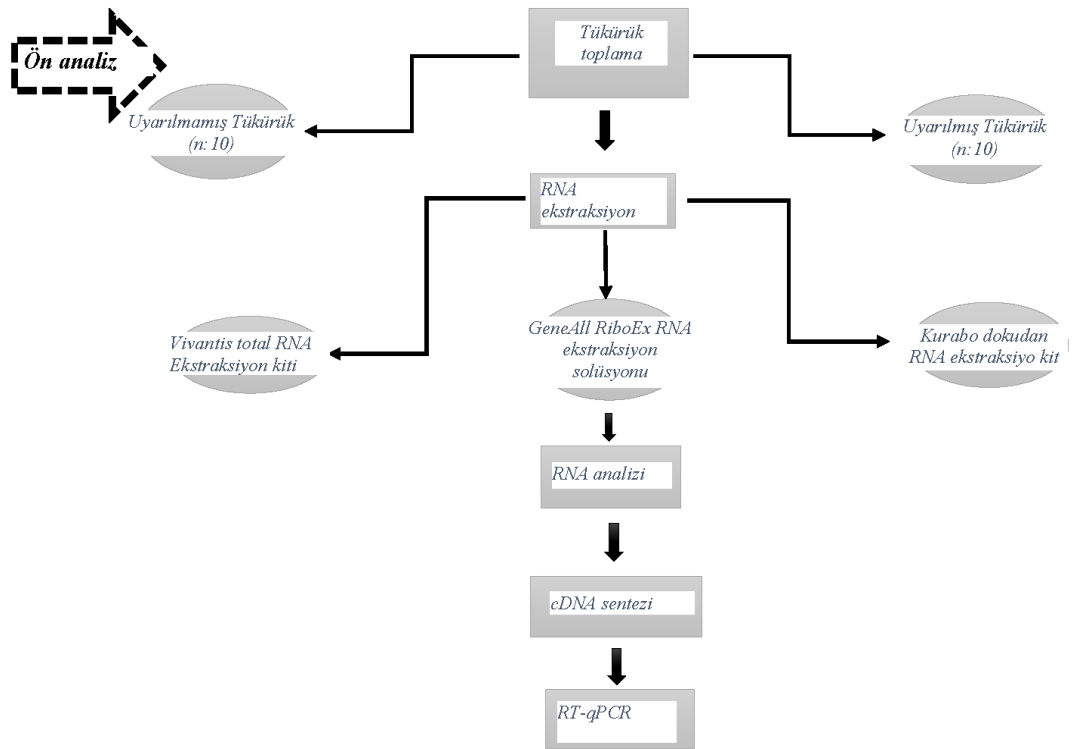 Ön analiz
Tükürük
toplama
Uyarılmamış Tükürük
(n:10)
Uyarılmış Tükürük
(n:10)
RNA
ekstraksiyon
Vivantis total RNA
Ekstraksiyon kiti
GeneAll RiboEx RNA
ekstraksiyon
solüsyonu
Kurabo dokudan
RNA ekstraksiyo kit
RNA analizi
cDNA sentezi
RT-qPCR